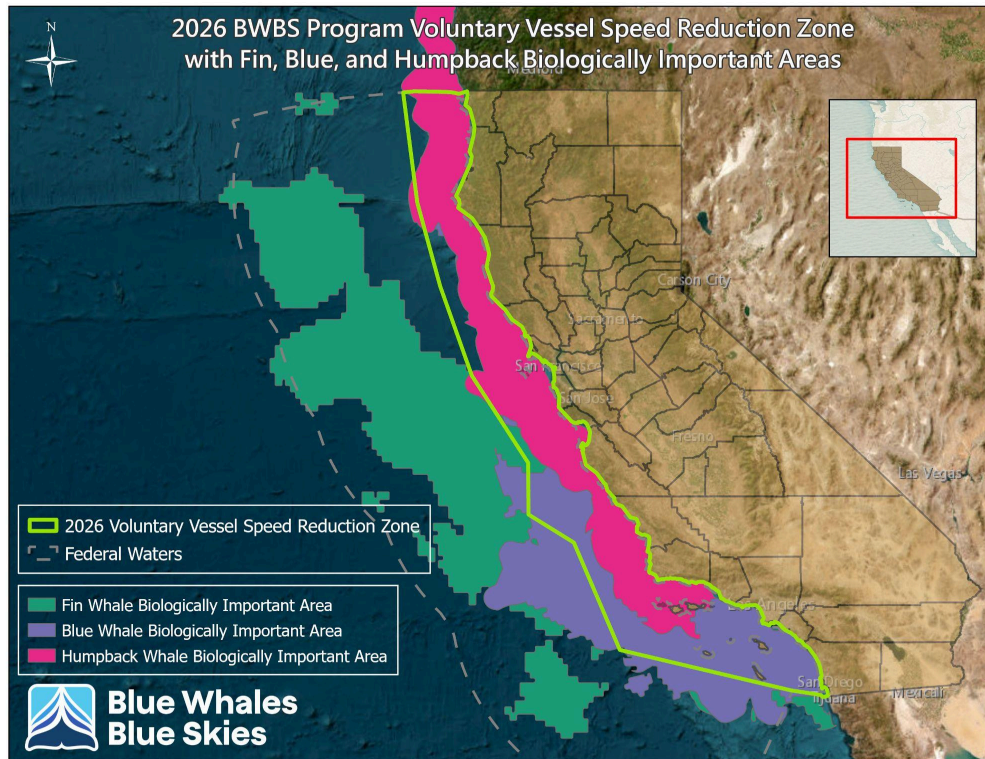 2026 BWBS Program Voluntary Vessel Speed Reduction Zone
with Fin, Blue, and Humpback Biologically Important Areas
N
Medford
Carson City
Sacramento
San Francisco
San Jose
Fresno
Las Vegas
Los Angeles
San Diego
Tijuana
Mexicali
2026 Voluntary Vessel Speed Reduction Zone
Federal Waters
Fin Whale Biologically Important Area
Blue Whale Biologically Important Area
Humpback Whale Biologically Important Area
Blue Whales
Blue Skies